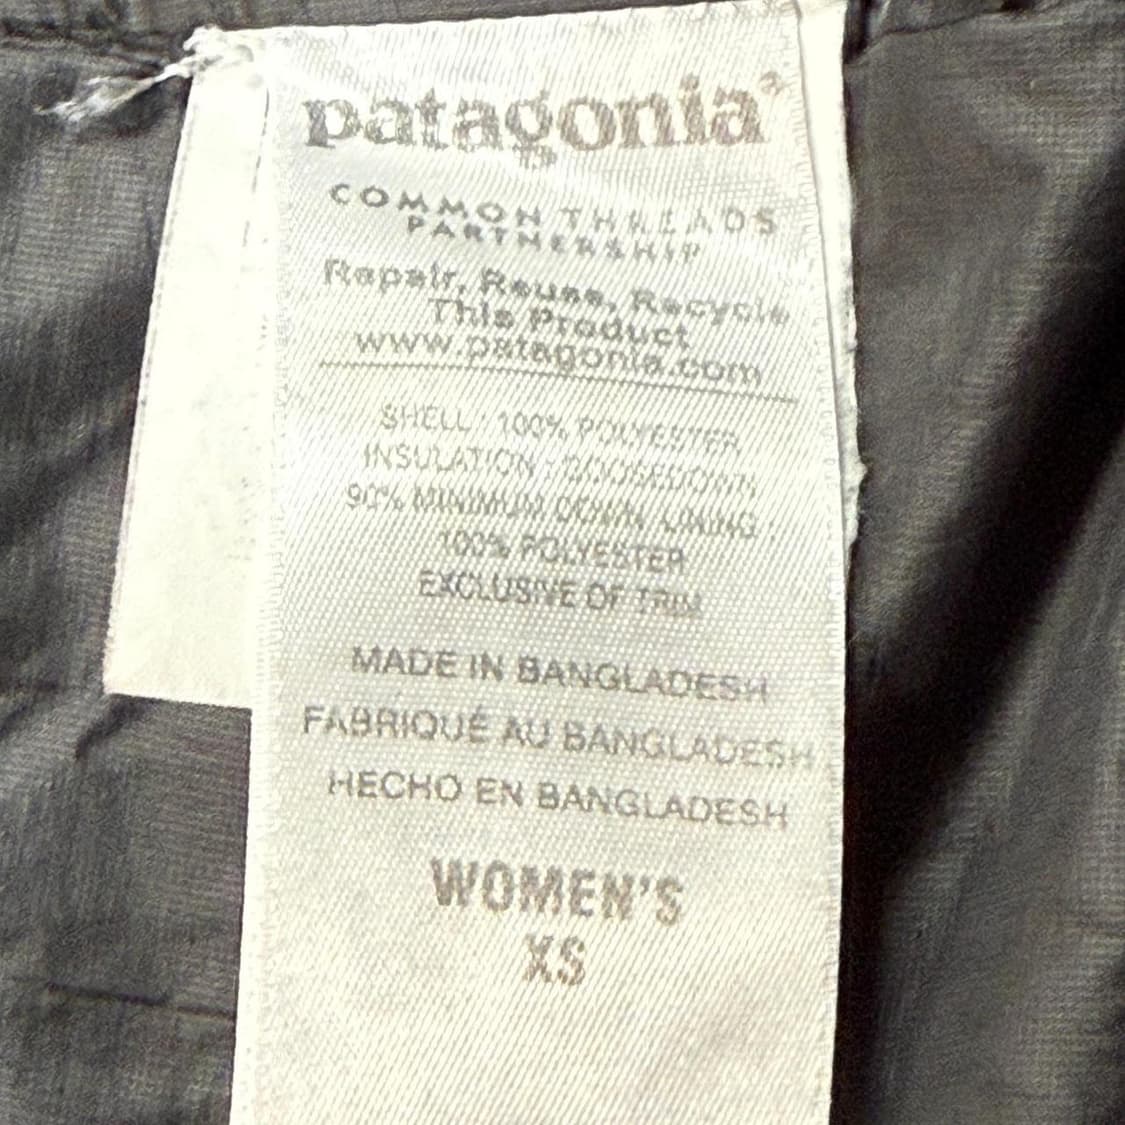 patagonia®
COMMON THREADS
PARTNERSHIP
Repair, Reuse, Recycle
This Product
www.patagonia.com
SHELL : 100% POLYESTER
INSULATION : GOOSEDOWN
90% MINIMUM DOWN LINING :
100% POLYESTER
EXCLUSIVE OF TRIM
MADE IN BANGLADESH
FABRIQUÉ AU BANGLADESH
HECHO EN BANGLADESH
WOMEN'S
XS